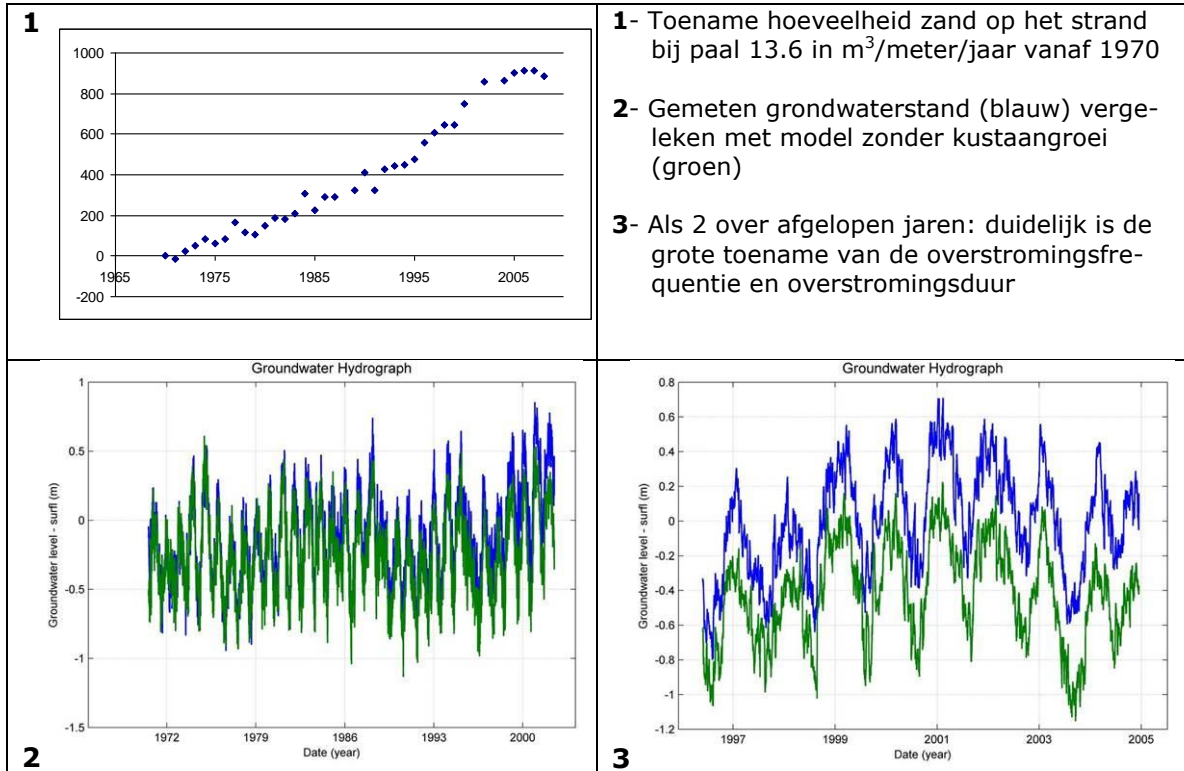 1
1000
800
600
400
200
0
-200
1965 1975 1985 1995 2005
1- Toename hoeveelheid zand op het strand
bij paal 13.6 in m³/meter/jaar vanaf 1970
2- Gemeten grondwaterstand (blauw) verge-
leken met model zonder kustaangroei
(groen)
3- Als 2 over afgelopen jaren: duidelijk is de
grote toename van de overstromingsfre-
quentie en overstromingsduur
Groundwater Hydrograph
1
0.5
0
-0.5
-1
-1.5
Groundwater level - surfl (m)
1972 1979 1986 1993 2000
Date (year)
2
Groundwater Hydrograph
0.8
0.6
0.4
0.2
0
-0.2
-0.4
-0.6
-0.8
-1
-1.2
Groundwater level - surfl (m)
1997 1999 2001 2003 2005
Date (year)
3